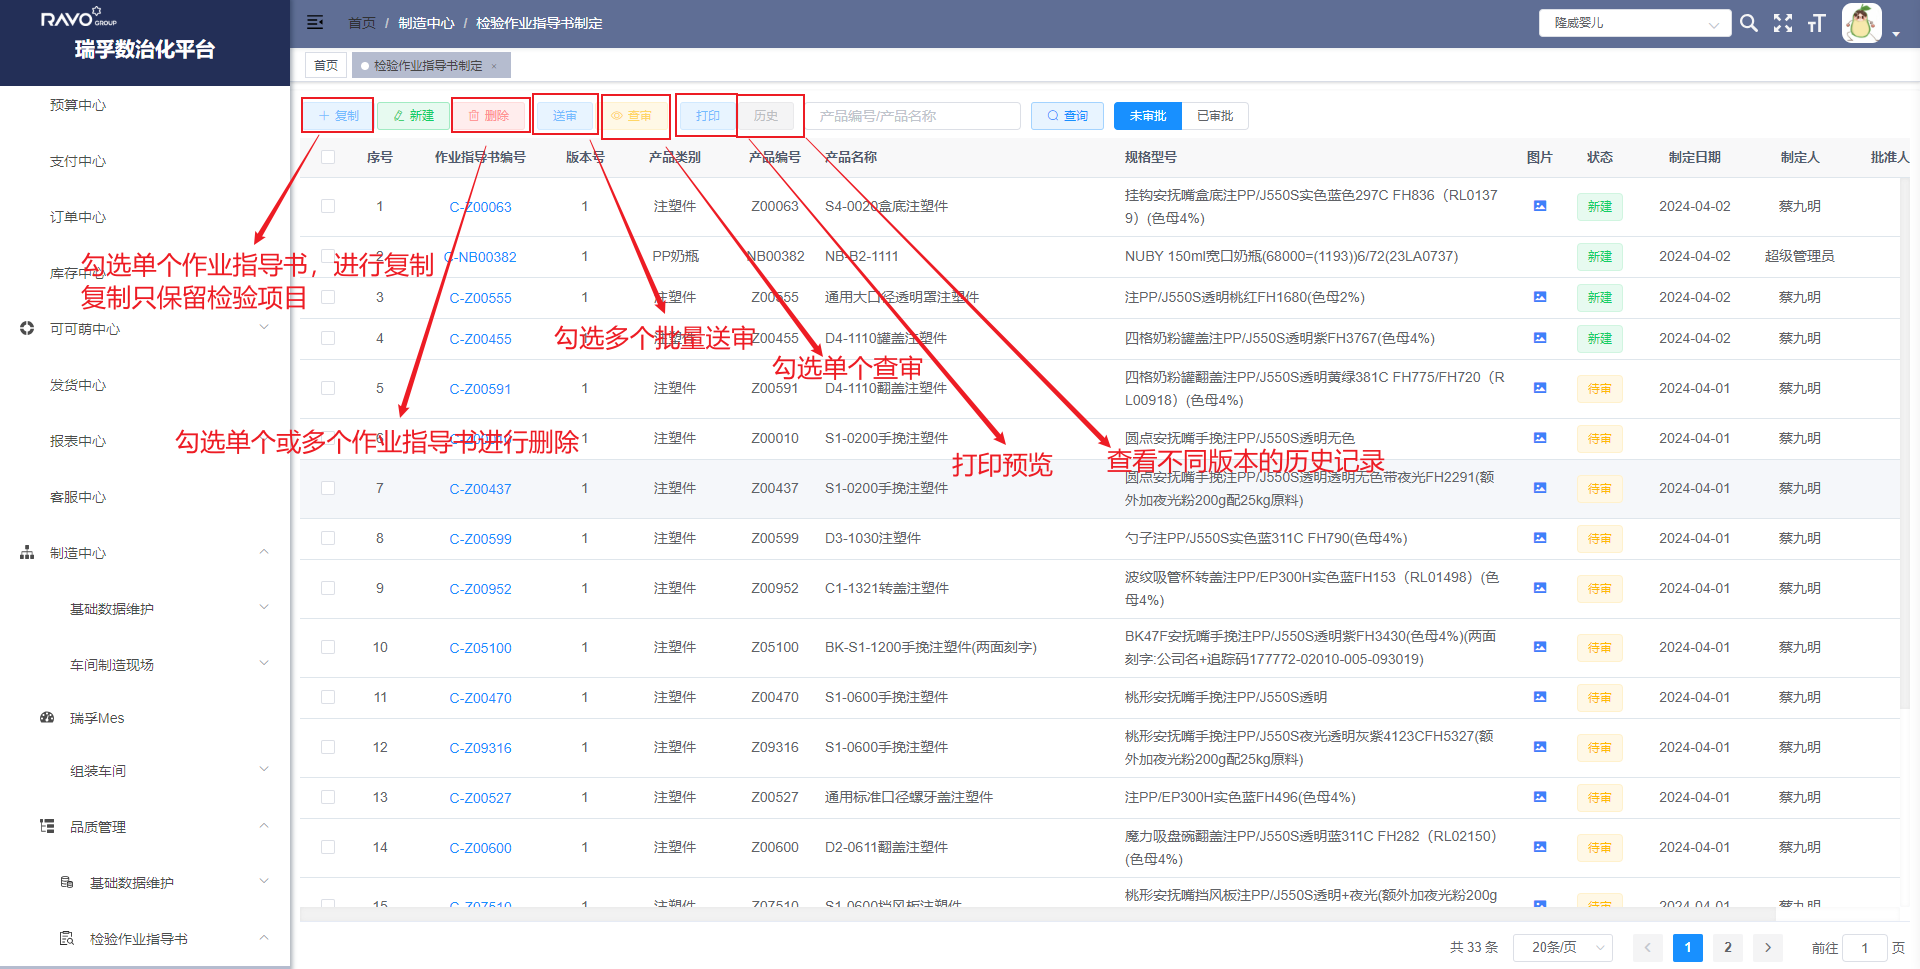 RAVO GROUP
瑞孚数治化平台
首页 / 制造中心 / 检验作业指导书制定
隆威婴儿
首页
检验作业指导书制定 ×
预算中心
支付中心
订单中心
库存中心
可可萌中心
发货中心
报表中心
客服中心
制造中心
基础数据维护
车间制造现场
瑞孚Mes
组装车间
品质管理
基础数据维护
检验作业指导书
复制 新建 删除 送审 查审 打印 历史 产品编号/产品名称 查询 未审批 已审批
序号 作业指导书编号 版本号 产品类别 产品编号 产品名称 规格型号 图片 状态 制定日期 制定人 批准人
1 C-Z00063 1 注塑件 Z00063 S4-0020盒底注塑件 挂钩安抚嘴盒底注PP/J550S实色蓝色297C FH836（RL0137
9）(色母4%) 新建 2024-04-02 蔡九明
2 C-NB00382 1 PP奶瓶 NB00382 NB-B2-1111 NUBY 150ml宽口奶瓶(68000=(1193))6/72(23LA0737) 新建 2024-04-02 超级管理员
3 C-Z00555 1 注塑件 Z00555 通用大口径透明罩注塑件 注PP/J550S透明桃红FH1680(色母2%) 新建 2024-04-02 蔡九明
4 C-Z00455 1 注塑件 Z00455 D4-1110罐盖注塑件 四格奶粉罐盖注PP/J550S透明紫FH3767(色母4%) 新建 2024-04-02 蔡九明
5 C-Z00591 1 注塑件 Z00591 D4-1110翻盖注塑件 四格奶粉罐翻盖注PP/J550S透明黄绿381C FH775/FH720（R
L00918）(色母4%) 待审 2024-04-01 蔡九明
6 C-Z00010 1 注塑件 Z00010 S1-0200手挽注塑件 圆点安抚嘴手挽注PP/J550S透明无色 待审 2024-04-01 蔡九明
7 C-Z00437 1 注塑件 Z00437 S1-0200手挽注塑件 圆点安抚嘴手挽注PP/J550S透明透明无色带夜光FH2291(额
外加夜光粉200g配25kg原料) 待审 2024-04-01 蔡九明
8 C-Z00599 1 注塑件 Z00599 D3-1030注塑件 勺子注PP/J550S实色蓝311C FH790(色母4%) 待审 2024-04-01 蔡九明
9 C-Z00952 1 注塑件 Z00952 C1-1321转盖注塑件 波纹吸管杯转盖注PP/EP300H实色蓝FH153（RL01498）(色
母4%) 待审 2024-04-01 蔡九明
10 C-Z05100 1 注塑件 Z05100 BK-S1-1200手挽注塑件(两面刻字) BK47F安抚嘴手挽注PP/J550S透明紫FH3430(色母4%)(两面
刻字:公司名+追踪码177772-02010-005-093019) 待审 2024-04-01 蔡九明
11 C-Z00470 1 注塑件 Z00470 S1-0600手挽注塑件 桃形安抚嘴手挽注PP/J550S透明 待审 2024-04-01 蔡九明
12 C-Z09316 1 注塑件 Z09316 S1-0600手挽注塑件 桃形安抚嘴手挽注PP/J550S夜光透明灰紫4123CFH5327(额
外加夜光粉200g配25kg原料) 待审 2024-04-01 蔡九明
13 C-Z00527 1 注塑件 Z00527 通用标准口径螺牙盖注塑件 注PP/EP300H实色蓝FH496(色母4%) 待审 2024-04-01 蔡九明
14 C-Z00600 1 注塑件 Z00600 D2-0611翻盖注塑件 魔力吸盘碗翻盖注PP/J550S透明蓝311C FH282（RL02150）
(色母4%) 待审 2024-04-01 蔡九明
15 C-Z07510 1 注塑件 Z07510 S1-0600挡风板注塑件 桃形安抚嘴挡风板注PP/J550S透明+夜光(额外加夜光粉200g
待审 2024-04-01 蔡九明
勾选单个作业指导书，进行复制
复制只保留检验项目
勾选多个批量送审
勾选单个查审
勾选单个或多个作业指导书进行删除
打印预览
查看不同版本的历史记录
共 33 条 20条/页 1 2 前往 1 页